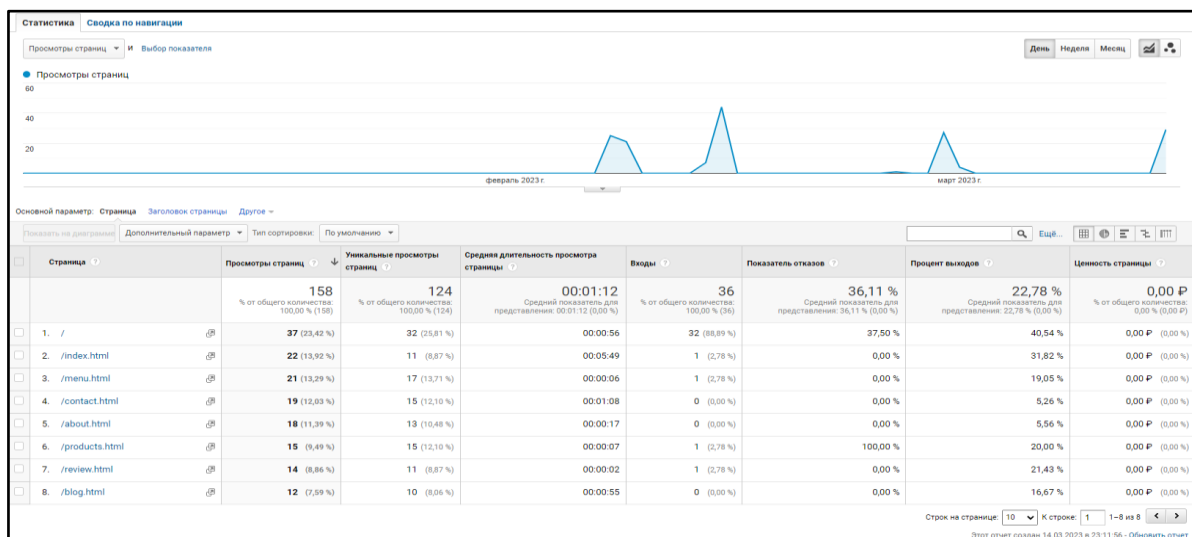 Статистика Сводка по навигации
Просмотры страниц И Выбор показателя День Неделя Месяц
Просмотры страниц
60
40
20
февраль 2023 г. март 2023 г.
Основной параметр: Страница Заголовок страницы Другое
Показать на диаграмме Дополнительный параметр Тип сортировки: По умолчанию Ещё...
Страница ? Просмотры страниц ? Уникальные просмотры страниц ? Средняя длительность просмотра страницы ? Входы ? Показатель отказов ? Процент выходов ? Ценность страницы ?
158 124 00:01:12 36 36,11 % 22,78 % 0,00 ₽
% от общего количества: % от общего количества: Средний показатель для % от общего количества: Средний показатель для Средний показатель для % от общего количества:
100,00 % (158) 100,00 % (124) представления: 00:01:12 (0,00 %) 100,00 % (36) представления: 36,11 % (0,00 %) представления: 22,78 % (0,00 %) 0,00 % (0,00 ₽)
1. / 37 (23,42 %) 32 (25,81 %) 00:00:56 32 (88,89 %) 37,50 % 40,54 % 0,00 ₽ (0,00 %)
2. /index.html 22 (13,92 %) 11 (8,87 %) 00:05:49 1 (2,78 %) 0,00 % 31,82 % 0,00 ₽ (0,00 %)
3. /menu.html 21 (13,29 %) 17 (13,71 %) 00:00:06 1 (2,78 %) 0,00 % 19,05 % 0,00 ₽ (0,00 %)
4. /contact.html 19 (12,03 %) 15 (12,10 %) 00:01:08 0 (0,00 %) 0,00 % 5,26 % 0,00 ₽ (0,00 %)
5. /about.html 18 (11,39 %) 13 (10,48 %) 00:00:17 0 (0,00 %) 0,00 % 5,56 % 0,00 ₽ (0,00 %)
6. /products.html 15 (9,49 %) 15 (12,10 %) 00:00:07 1 (2,78 %) 100,00 % 20,00 % 0,00 ₽ (0,00 %)
7. /review.html 14 (8,86 %) 11 (8,87 %) 00:00:02 1 (2,78 %) 0,00 % 21,43 % 0,00 ₽ (0,00 %)
8. /blog.html 12 (7,59 %) 10 (8,06 %) 00:00:55 0 (0,00 %) 0,00 % 16,67 % 0,00 ₽ (0,00 %)
Строк на странице: 10 К строке: 1 1–8 из 8
Этот отчет создан 14.03.2023 в 23:11:56 - Обновить отчет